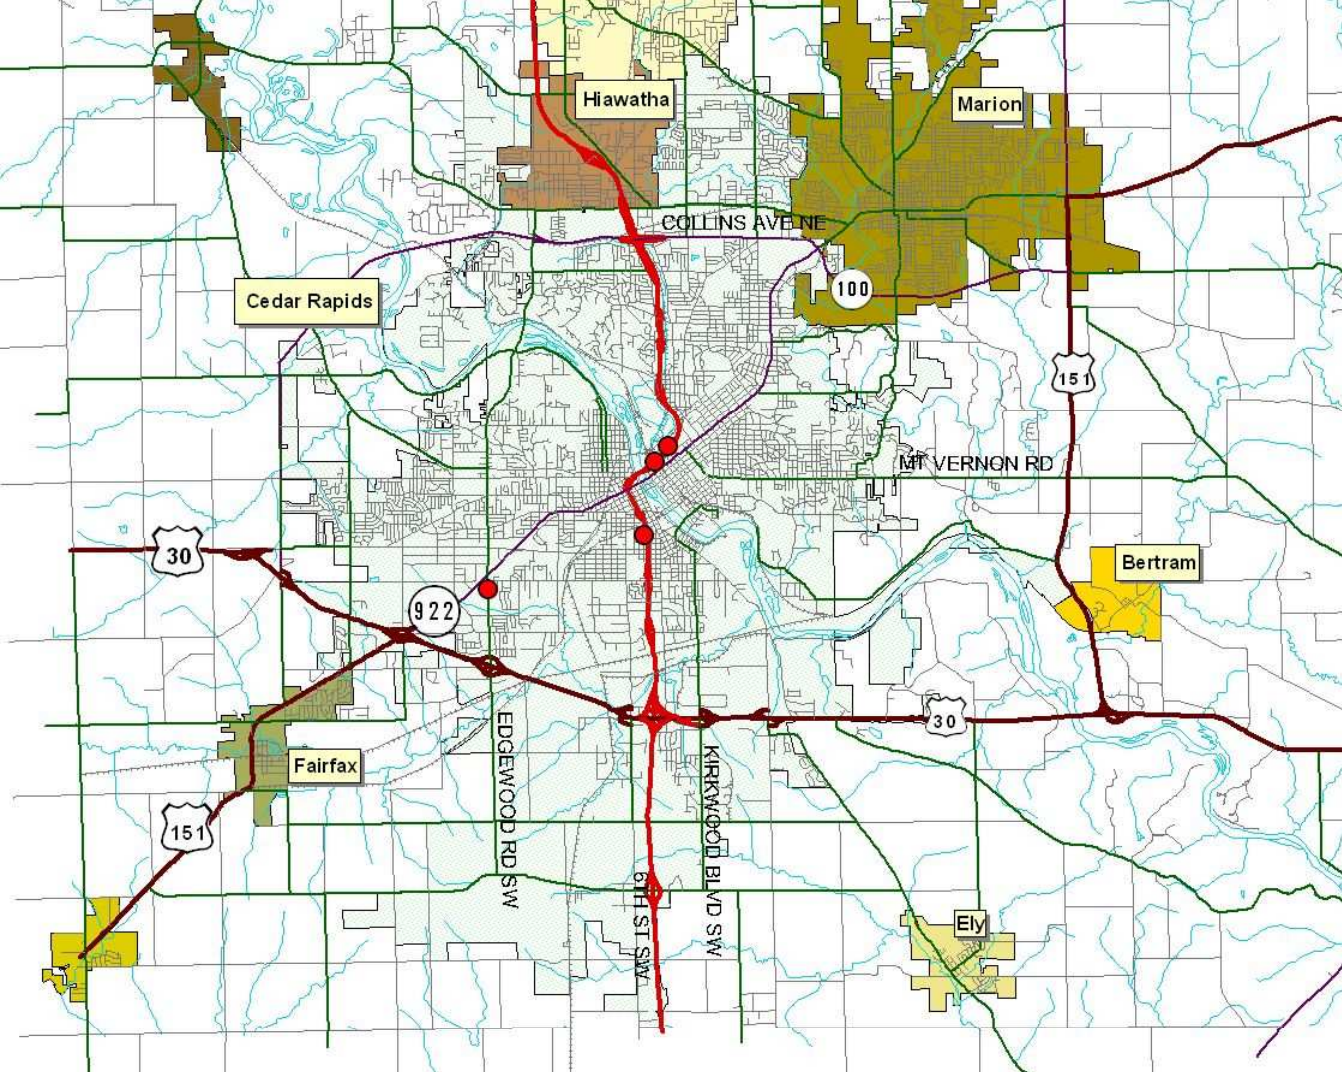 Hiawatha
Marion
COLLINS AVE NE
100
Cedar Rapids
151
MT VERNON RD
30
Bertram
922
30
EDGEWOOD RD SW
KIRKWOOD BLVD SW
Fairfax
151
6TH ST SW
Ely